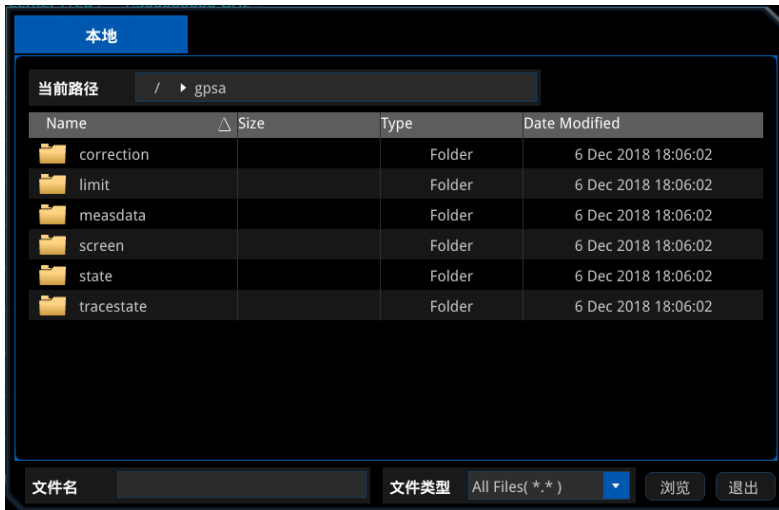 本地
当前路径 / gpsa
Name Size Type Date Modified
correction Folder 6 Dec 2018 18:06:02
limit Folder 6 Dec 2018 18:06:02
measdata Folder 6 Dec 2018 18:06:02
screen Folder 6 Dec 2018 18:06:02
state Folder 6 Dec 2018 18:06:02
tracestate Folder 6 Dec 2018 18:06:02
文件名 文件类型 All Files( *.* ) 浏览 退出